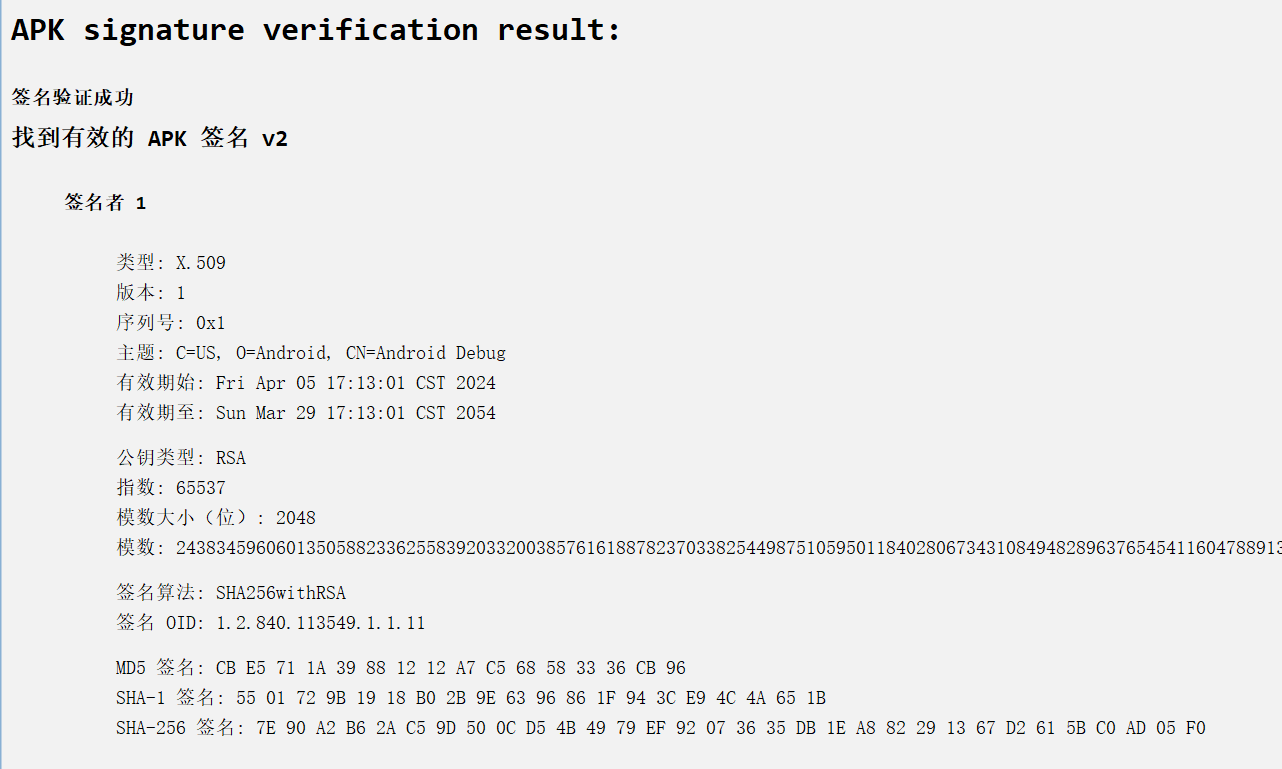 APK signature verification result:
签名验证成功
找到有效的 APK 签名 v2
签名者 1
类型: X.509
版本: 1
序列号: 0x1
主题: C=US, O=Android, CN=Android Debug
有效期始: Fri Apr 05 17:13:01 CST 2024
有效期至: Sun Mar 29 17:13:01 CST 2054
公钥类型: RSA
指数: 65537
模数大小（位）: 2048
模数: 243834596060135058823362558392033200385761618878237033825449875105950118402806734310849482896376545411604788913
签名算法: SHA256withRSA
签名 OID: 1.2.840.113549.1.1.11
MD5 签名: CB E5 71 1A 39 88 12 12 A7 C5 68 58 33 36 CB 96
SHA-1 签名: 55 01 72 9B 19 18 B0 2B 9E 63 96 86 1F 94 3C E9 4C 4A 65 1B
SHA-256 签名: 7E 90 A2 B6 2A C5 9D 50 0C D5 4B 49 79 EF 92 07 36 35 DB 1E A8 82 29 13 67 D2 61 5B C0 AD 05 F0